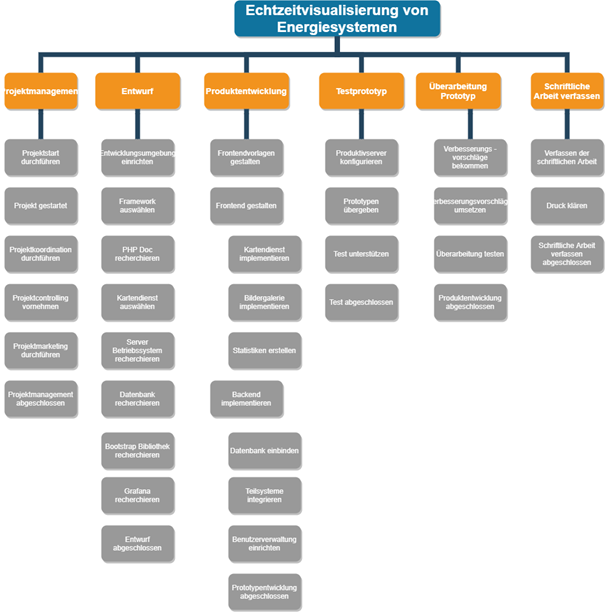 Echtzeitvisualisierung von
Energiesystemen
Projektmanagement
Entwurf
Produktentwicklung
Testprototyp
Überarbeitung
Prototyp
Schriftliche
Arbeit verfassen
Projektstart
durchführen
Projekt gestartet
Projektkoordination
durchführen
Projektcontrolling
vornehmen
Projektmarketing
durchführen
Projektmanagement
abgeschlossen
Entwicklungsumgebung
einrichten
Framework
auswählen
PHP Doc
recherchieren
Kartendienst
auswählen
Server
Betriebssystem
recherchieren
Datenbank
recherchieren
Bootstrap Bibliothek
recherchieren
Grafana
recherchieren
Entwurf
abgeschlossen
Frontendvorlagen
gestalten
Frontend gestalten
Kartendienst
implementieren
Bildergalerie
implementieren
Statistiken erstellen
Backend
implementieren
Datenbank einbinden
Teilsysteme
integrieren
Benutzerverwaltung
einrichten
Prototypentwicklung
abgeschlossen
Produktivserver
konfigurieren
Prototypen
übergeben
Test unterstützen
Test abgeschlossen
Verbesserungs -
vorschläge
bekommen
erbesserungsvorschläg
umsetzen
Überarbeitung testen
Produktentwicklung
abgeschlossen
Verfassen der
schriftlichen Arbeit
Druck klären
Schriftliche Arbeit
verfassen
abgeschlossen